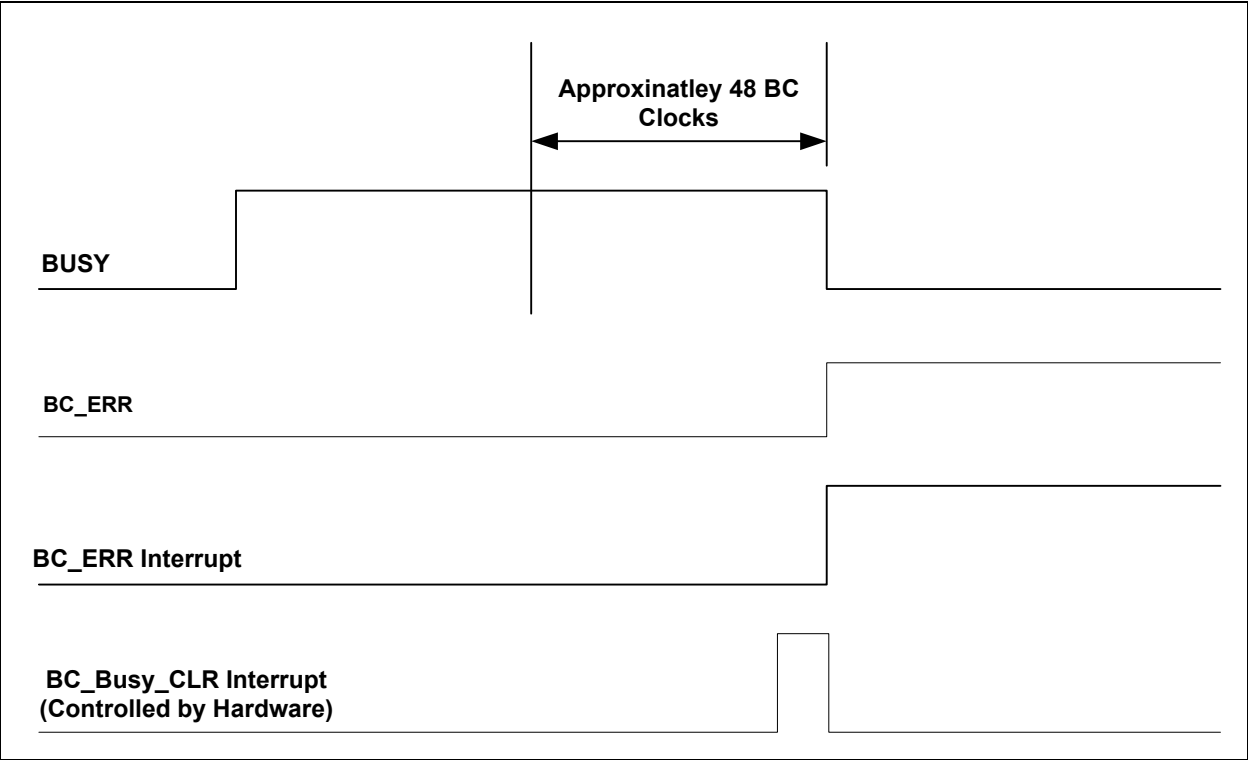 Approxinatley 48 BC
Clocks
BUSY
BC_ERR
BC_ERR Interrupt
BC_Busy_CLR Interrupt
(Controlled by Hardware)